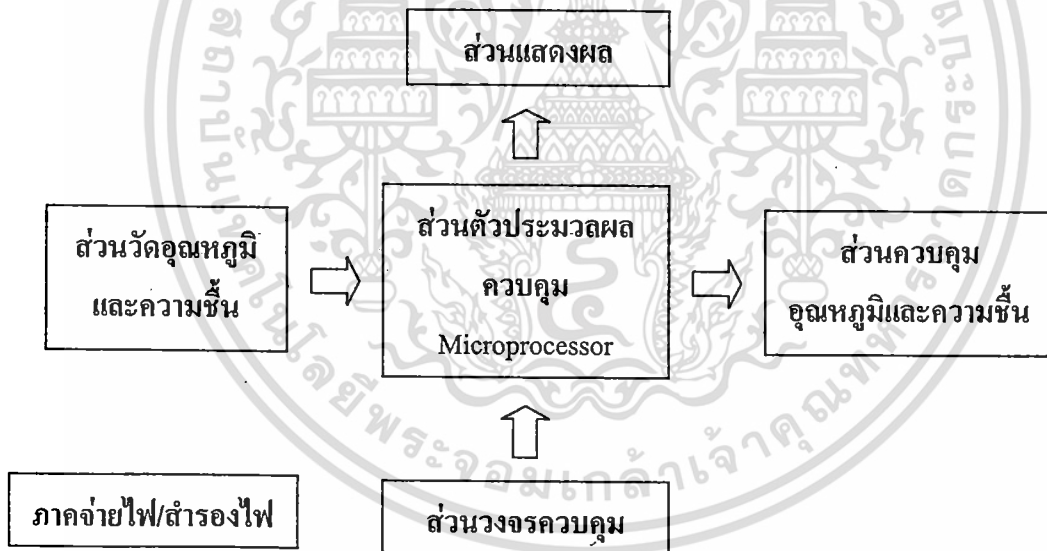 ส่วนแสดงผล
ส่วนวัดอุณหภูมิ
และความชื้น
ส่วนตัวประมวลผล
ควบคุม
Microprocessor
ส่วนควบคุม
อุณหภูมิและความชื้น
ภาคจ่ายไฟ/สำรองไฟ
ส่วนวงจรควบคุม